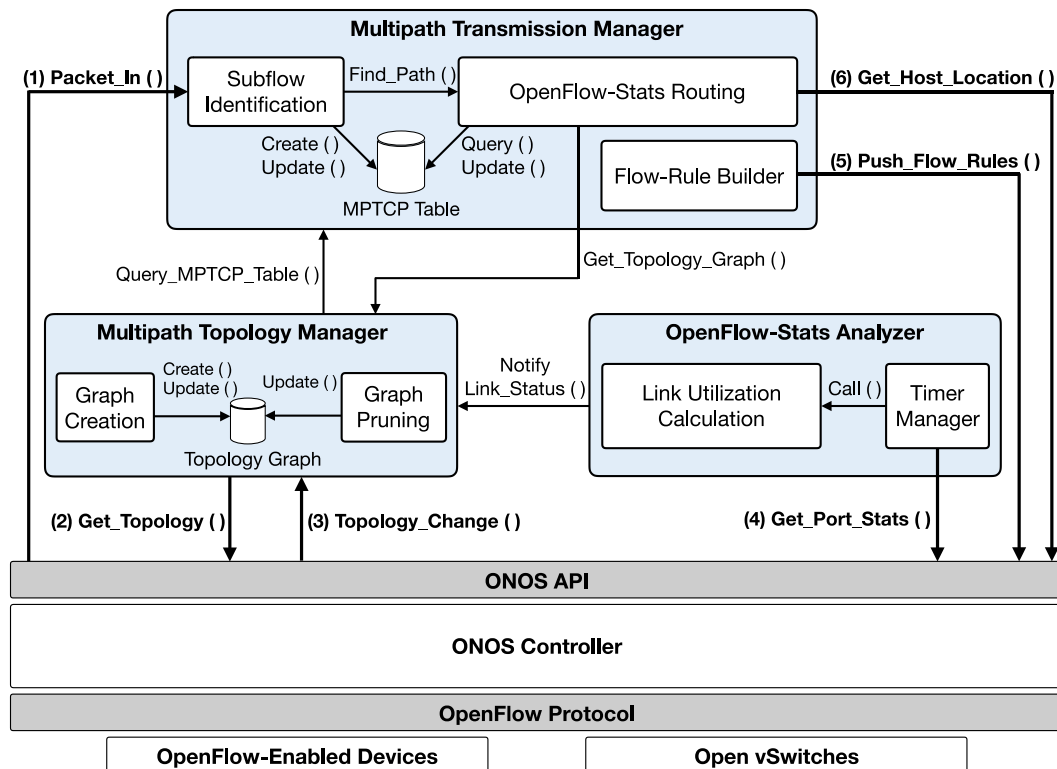 Multipath Transmission Manager
(1) Packet_In ( )
Subflow
Identification
Find_Path ( )
OpenFlow-Stats Routing
(6) Get_Host_Location ( )
Create ( )
Update ( )
Query ( )
Update ( )
MPTCP Table
Flow-Rule Builder
(5) Push_Flow_Rules ( )
Query_MPTCP_Table ( )
Get_Topology_Graph ( )
Multipath Topology Manager
Graph
Creation
Create ( )
Update ( )
Update ( )
Graph
Pruning
Topology Graph
Notify
Link_Status ( )
OpenFlow-Stats Analyzer
Link Utilization
Calculation
Call ( )
Timer
Manager
(2) Get_Topology ( )
(3) Topology_Change ( )
(4) Get_Port_Stats ( )
ONOS API
ONOS Controller
OpenFlow Protocol
OpenFlow-Enabled Devices
Open vSwitches